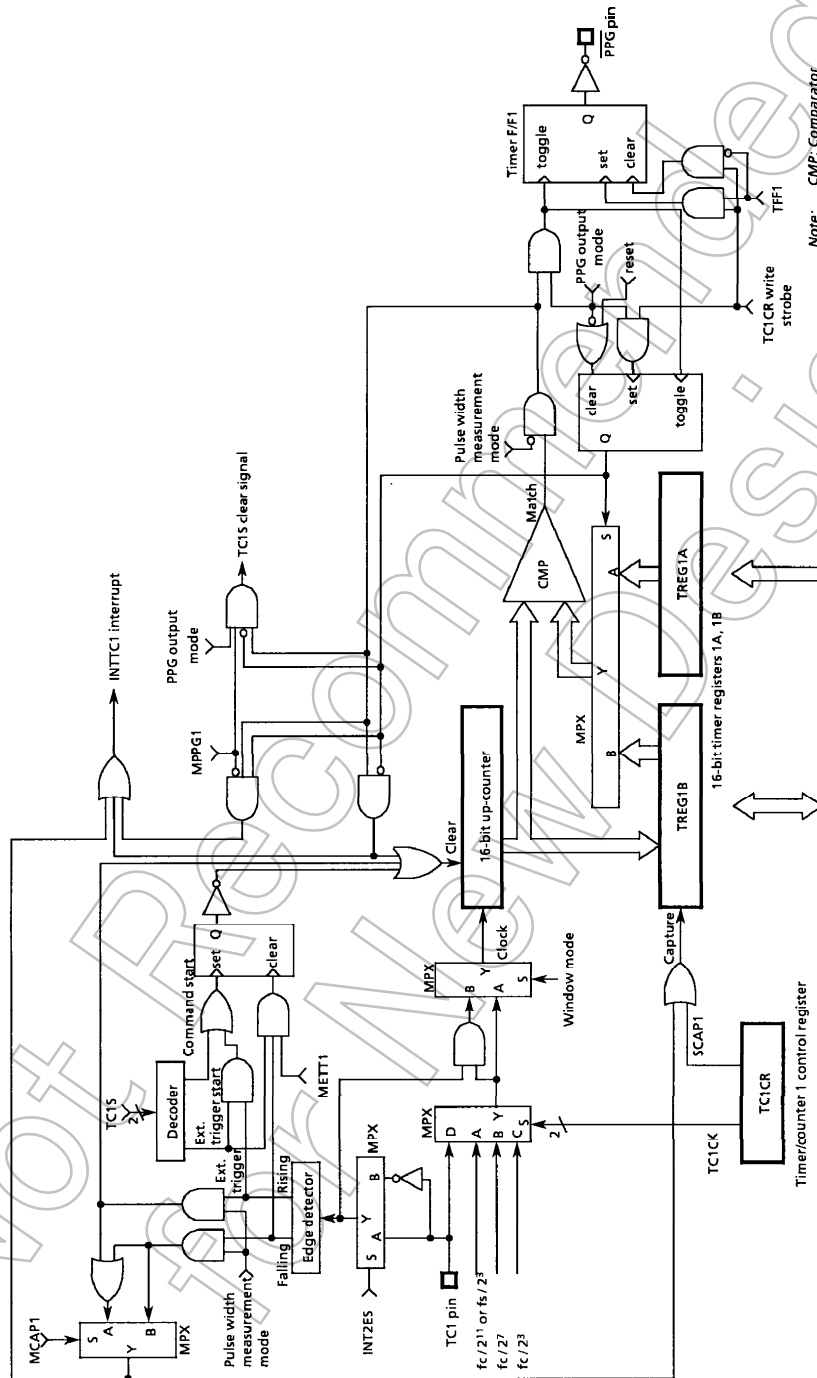 Not Recommended
for New Design
MCAP1
S
A
B
Y
MPX
Pulse width
measurement
mode
TC1S
2
Decoder
Command start
Ext.
trigger start
Ext.
trigger
Rising
Falling
Edge detector
set
Q
clear
METT1
INT2ES
MPX
S
A
Y
B
TC1 pin
fc / 2¹¹ or fs / 2³
fc / 2⁷
fc / 2³
MPX
D
A
B
C
Y
S
2
TC1CK
TC1CR
Timer/counter 1 control register
SCAP1
Capture
MPX
B
A
Y
S
Window mode
Clock
Clear
16-bit up-counter
INTTC1 interrupt
MPPG1
PPG output
mode
TC1S clear signal
CMP
Match
Pulse width
measurement
mode
MPX
B
Y
A
S
TREG1B
TREG1A
16-bit timer registers 1A, 1B
Q
clear
set
toggle
PPG output
mode
reset
TC1CR write
strobe
TFF1
Timer F/F1
toggle
set
clear
Q
PPG pin
Note: CMP: Comparator